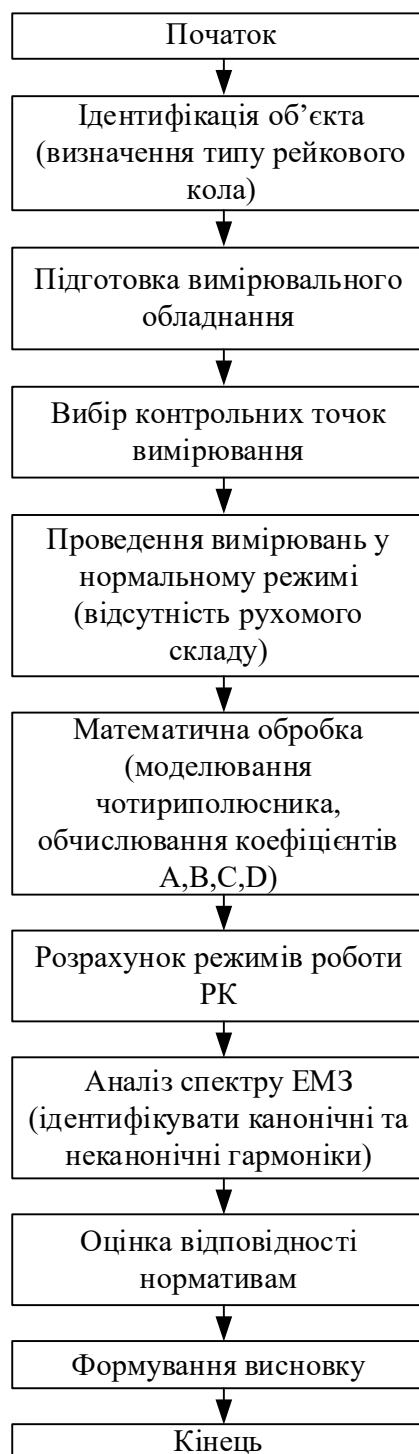 Початок
Ідентифікація об’єкта
(визначення типу рейкового
кола)
Підготовка вимірювального
обладнання
Вибір контрольних точок
вимірювання
Проведення вимірювань у
нормальному режимі
(відсутність рухомого
складу)
Математична обробка
(моделювання
чотириполюсника,
обчислювання коефіцієнтів
A,B,C,D)
Розрахунок режимів роботи
РК
Аналіз спектру ЕМЗ
(ідентифікувати канонічні та
неканонічні гармоніки)
Оцінка відповідності
нормативам
Формування висновку
Кінець